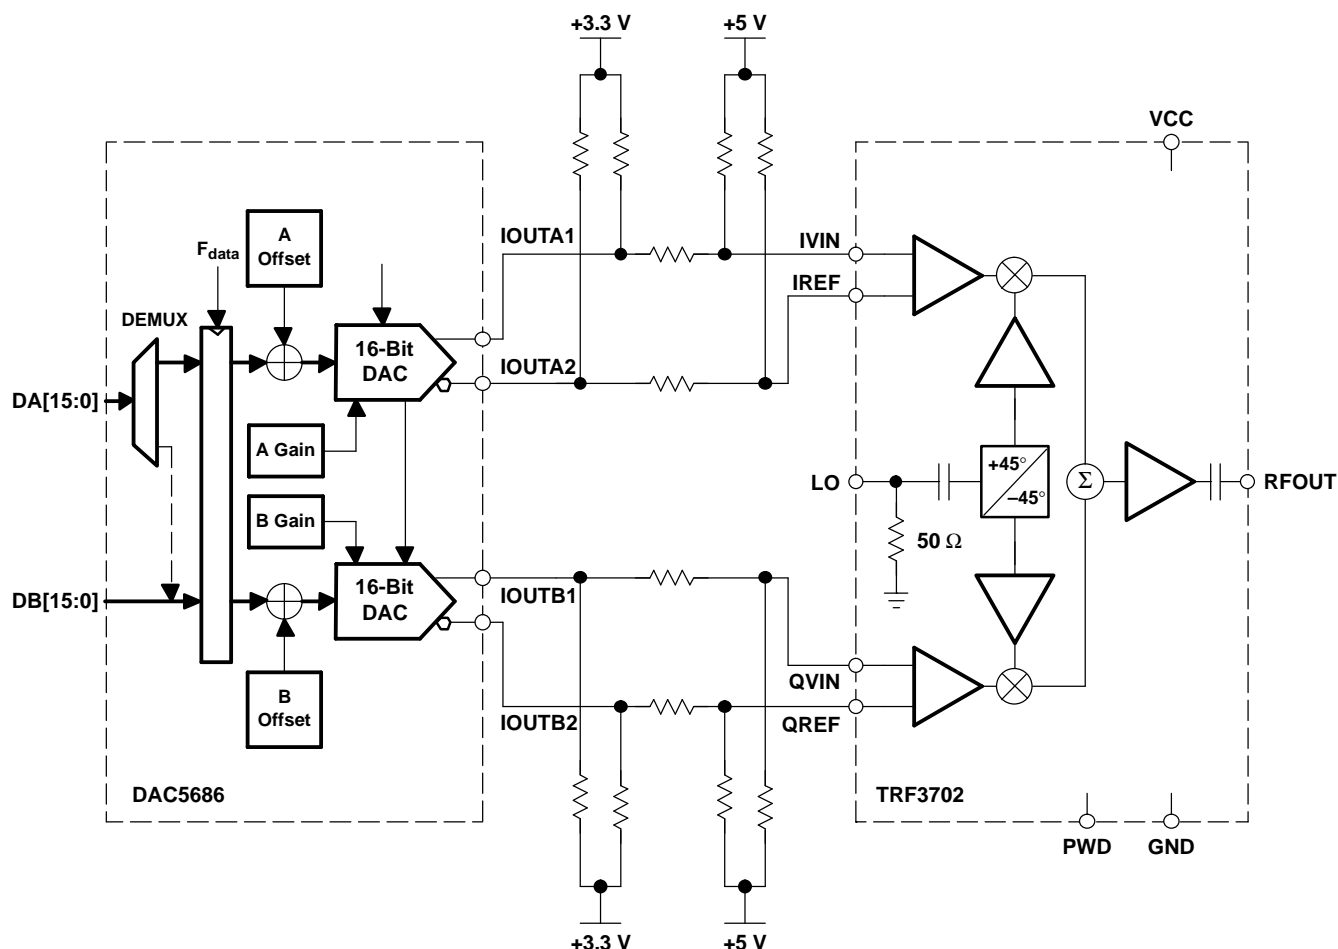 +3.3 V
+5 V
VCC
A
Offset
Fdata
IOUTA1
IVIN
IREF
DEMUX
16-Bit
DAC
IOUTA2
DA[15:0]
A Gain
LO
+45°
–45°
Σ
RFOUT
B Gain
50 Ω
DB[15:0]
16-Bit
DAC
IOUTB1
QVIN
B
Offset
IOUTB2
QREF
DAC5686
TRF3702
PWD
GND
+3.3 V
+5 V